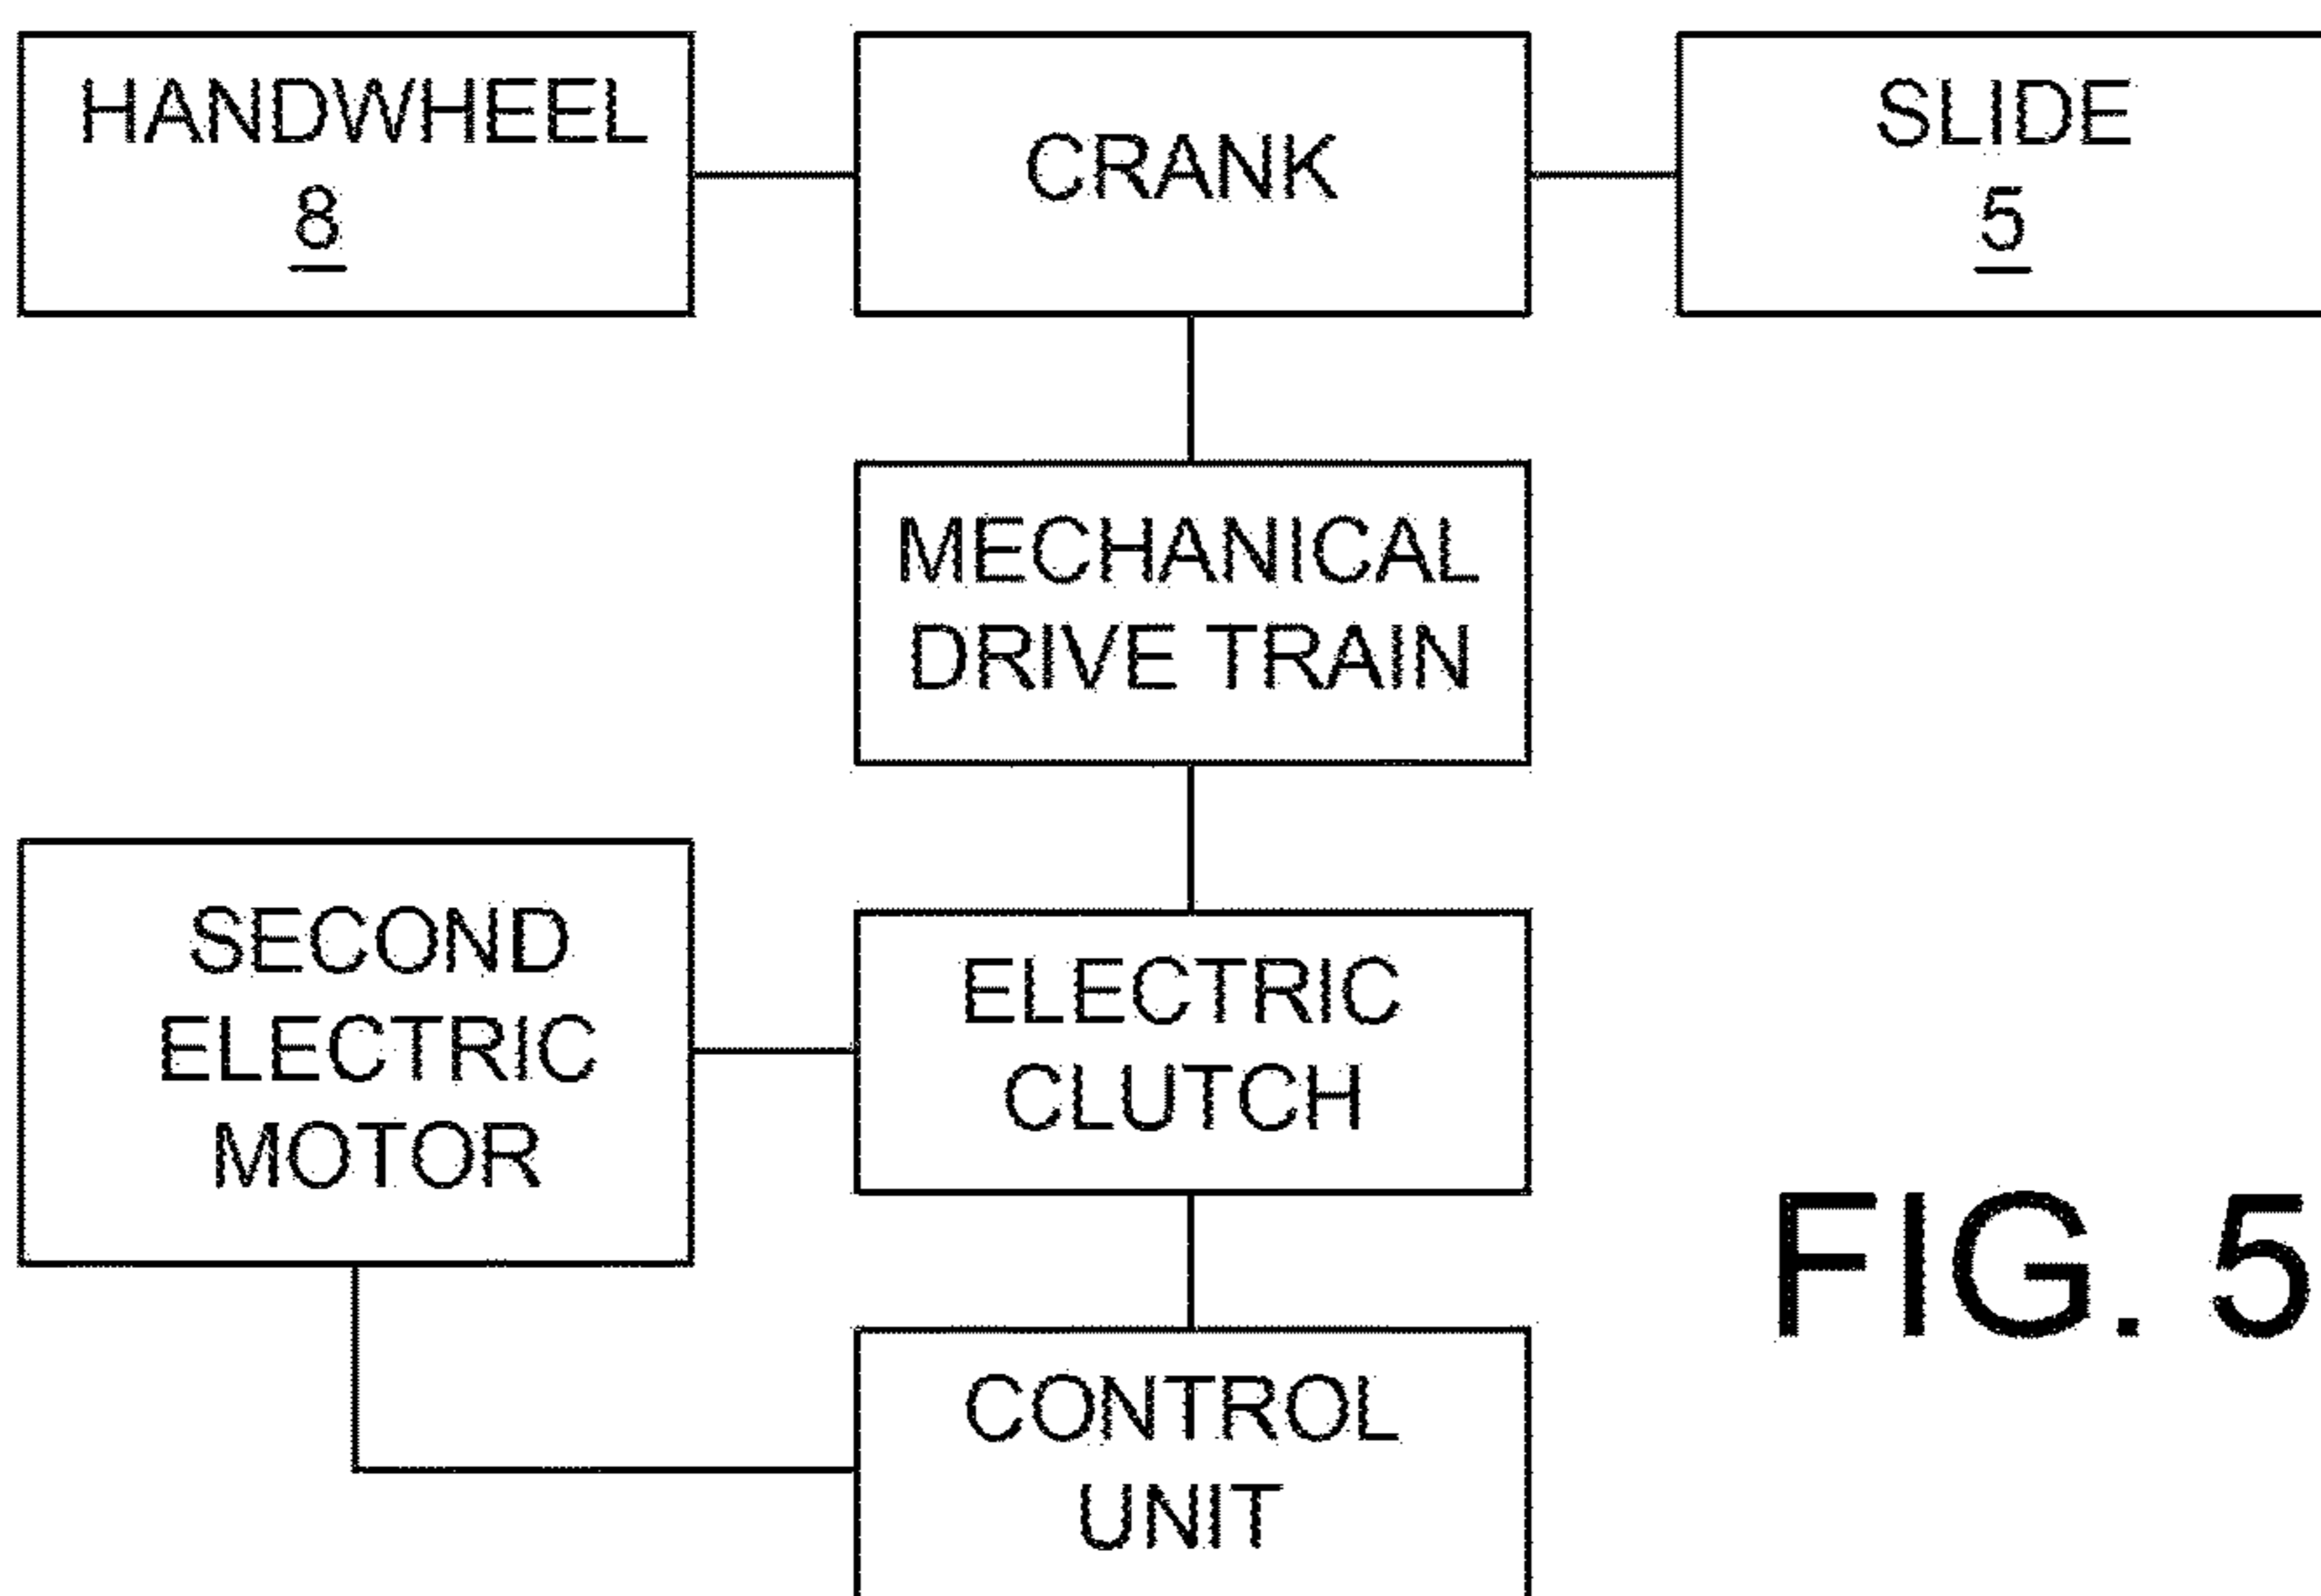 HANDWHEEL
8
CRANK
SLIDE
5
MECHANICAL
DRIVE TRAIN
SECOND
ELECTRIC
MOTOR
ELECTRIC
CLUTCH
CONTROL
UNIT
FIG. 5